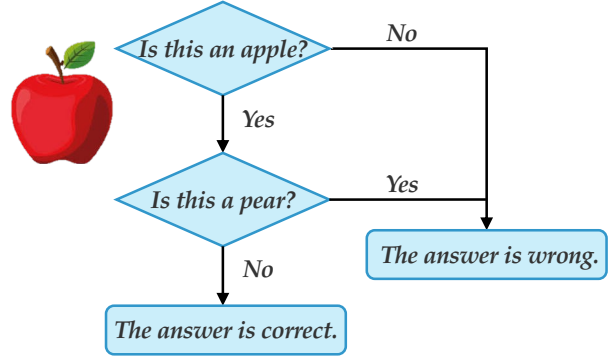 Is this an apple?
No
Yes
Is this a pear?
Yes
The answer is wrong.
No
The answer is correct.